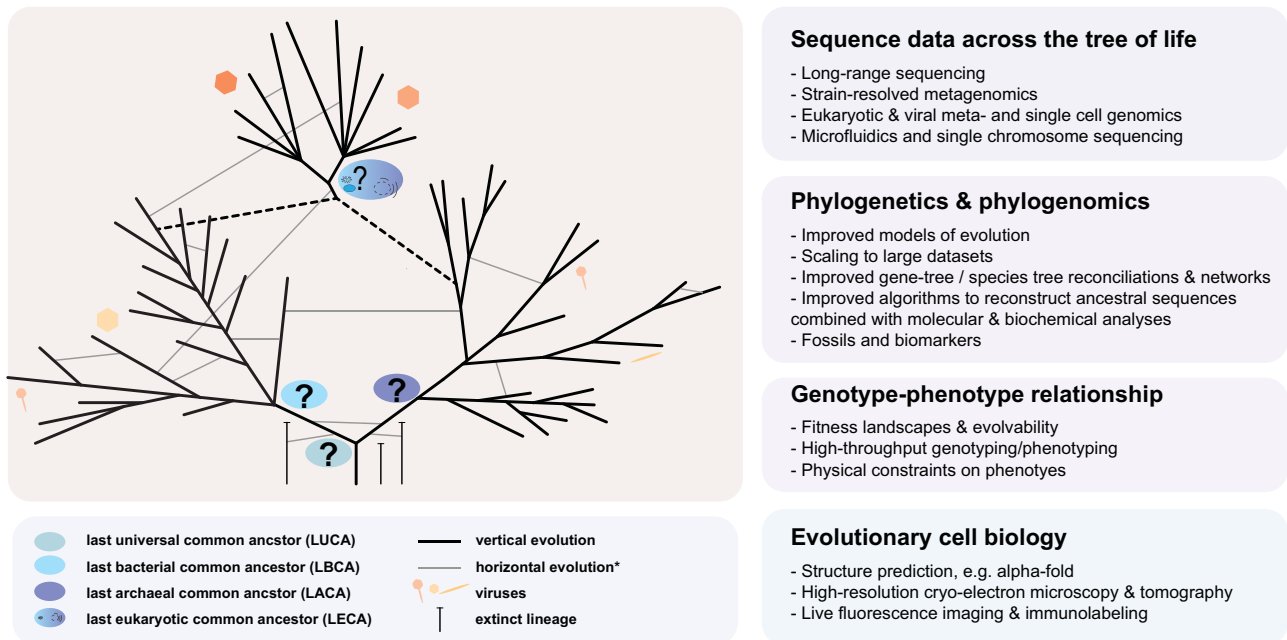 ?
?
?
?
last universal common ancstor (LUCA)
last bacterial common ancestor (LBCA)
last archaeal common ancstor (LACA)
last eukaryotic common ancestor (LECA)
vertical evolution
horizontal evolution*
viruses
extinct lineage
Sequence data across the tree of life
- Long-range sequencing
- Strain-resolved metagenomics
- Eukaryotic & viral meta- and single cell genomics
- Microfluidics and single chromosome sequencing
Phylogenetics & phylogenomics
- Improved models of evolution
- Scaling to large datasets
- Improved gene-tree / species tree reconciliations & networks
- Improved algorithms to reconstruct ancestral sequences
combined with molecular & biochemical analyses
- Fossils and biomarkers
Genotype-phenotype relationship
- Fitness landscapes & evolvability
- High-throughput genotyping/phenotyping
- Physical constraints on phenotyes
Evolutionary cell biology
- Structure prediction, e.g. alpha-fold
- High-resolution cryo-electron microscopy & tomography
- Live fluorescence imaging & immunolabeling